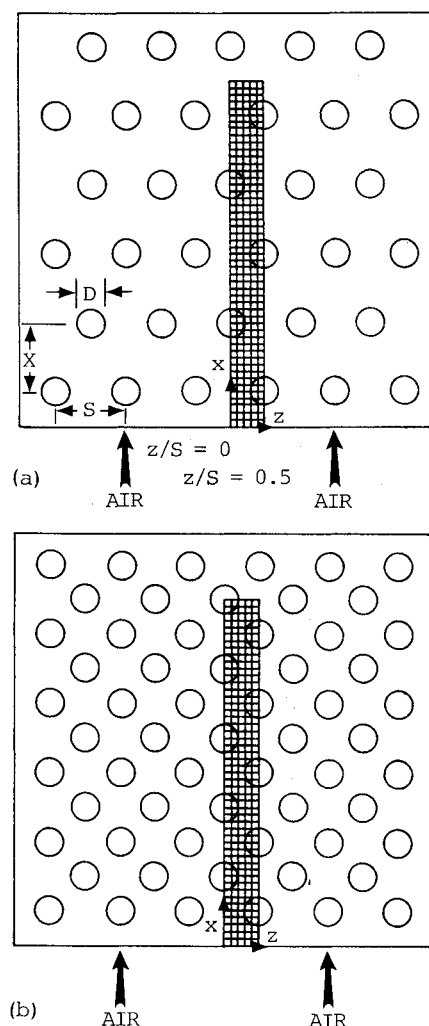 D
X
S
x
z
z/S = 0
z/S = 0.5
(a)
AIR
AIR
x
z
(b)
AIR
AIR